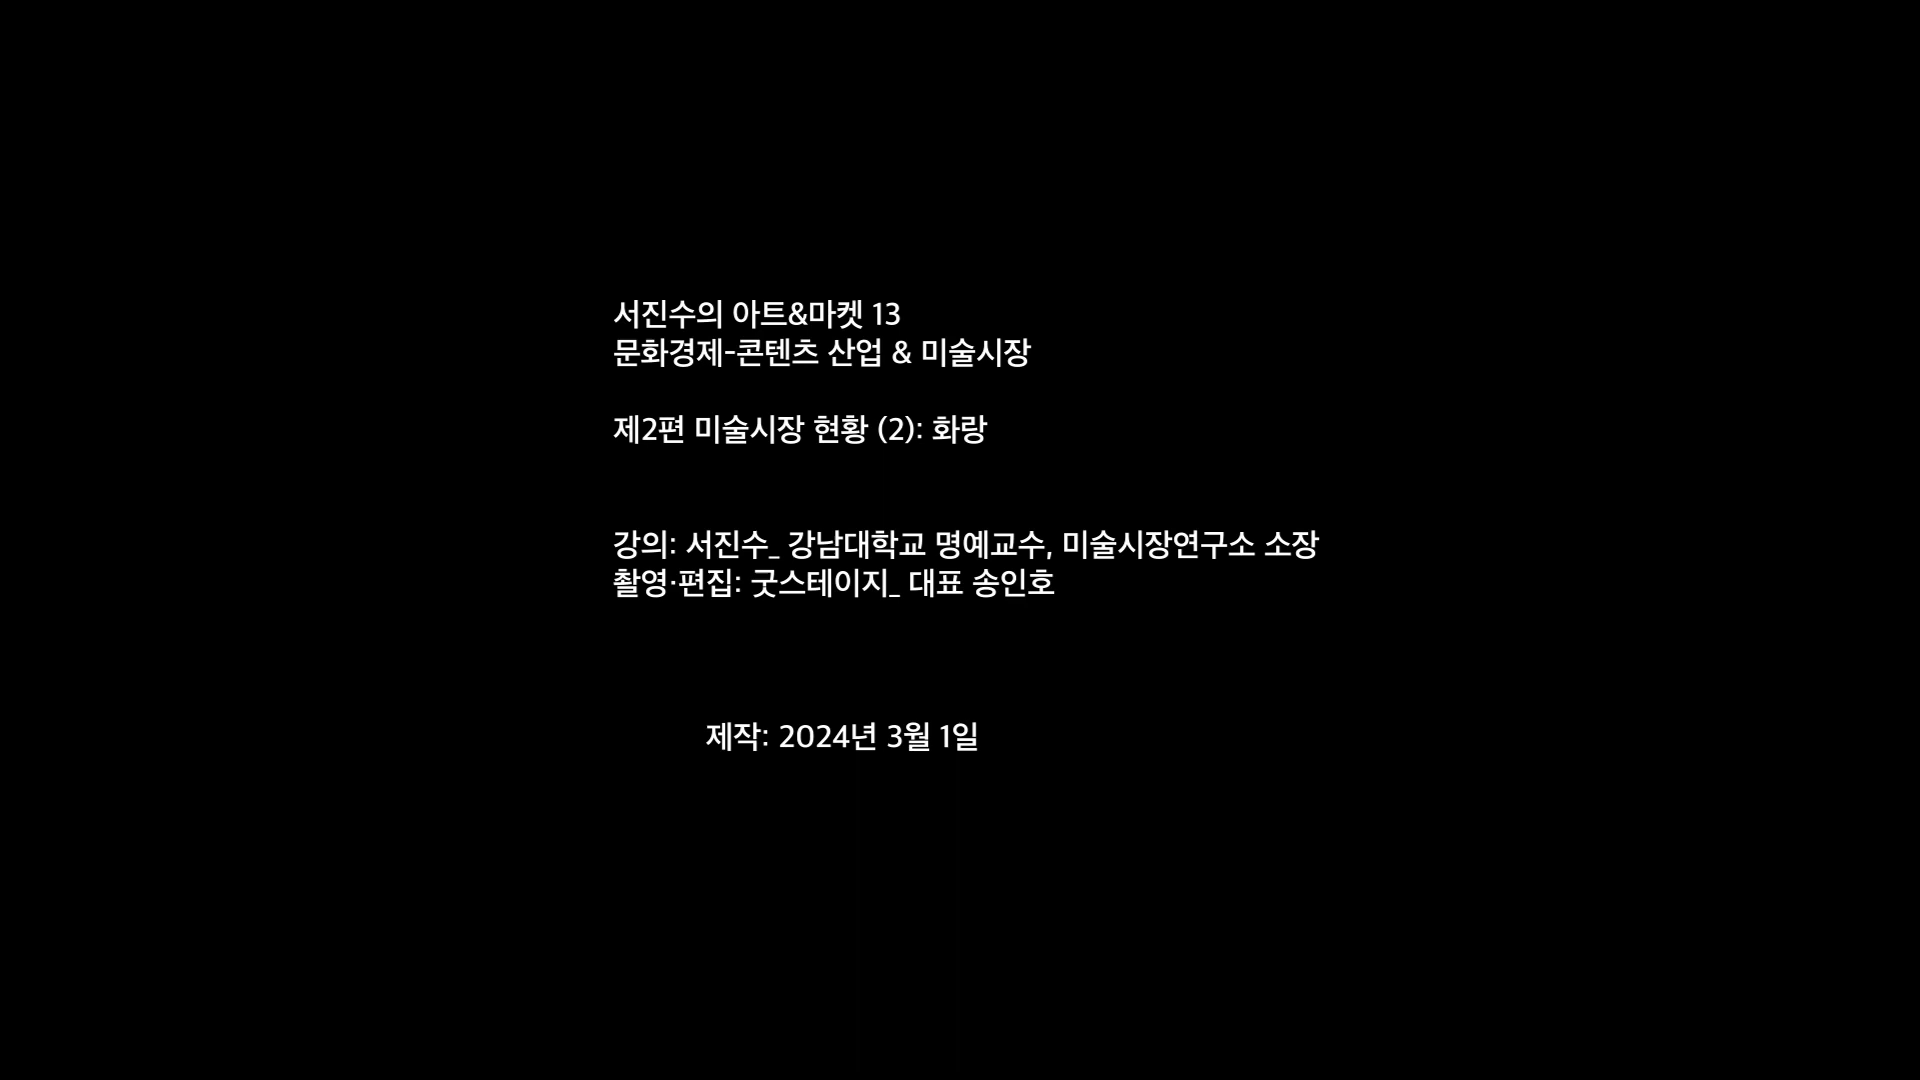 서진수의 아트&마켓 13
문화경제-콘텐츠 산업 & 미술시장
제2편 미술시장 현황 (2): 화랑
강의: 서진수_ 강남대학교 명예교수, 미술시장연구소 소장
촬영·편집: 굿스테이지_ 대표 송인호
제작: 2024년 3월 1일